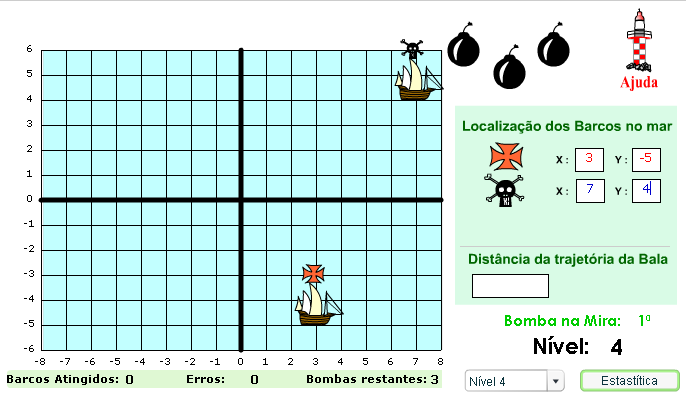 Ajuda
6
5
4
3
2
1
0
-1
-2
-3
-4
-5
-6
-8 -7 -6 -5 -4 -3 -2 -1 0 1 2 3 4 5 6 7 8
Barcos Atingidos: 0 Erros: 0 Bombas restantes: 3
Localização dos Barcos no mar
X : 3 Y : -5
X : 7 Y : 4
Distância da trajetória da Bala
Bomba na Mira: 1º
Nível: 4
Nível 4 Estastítica